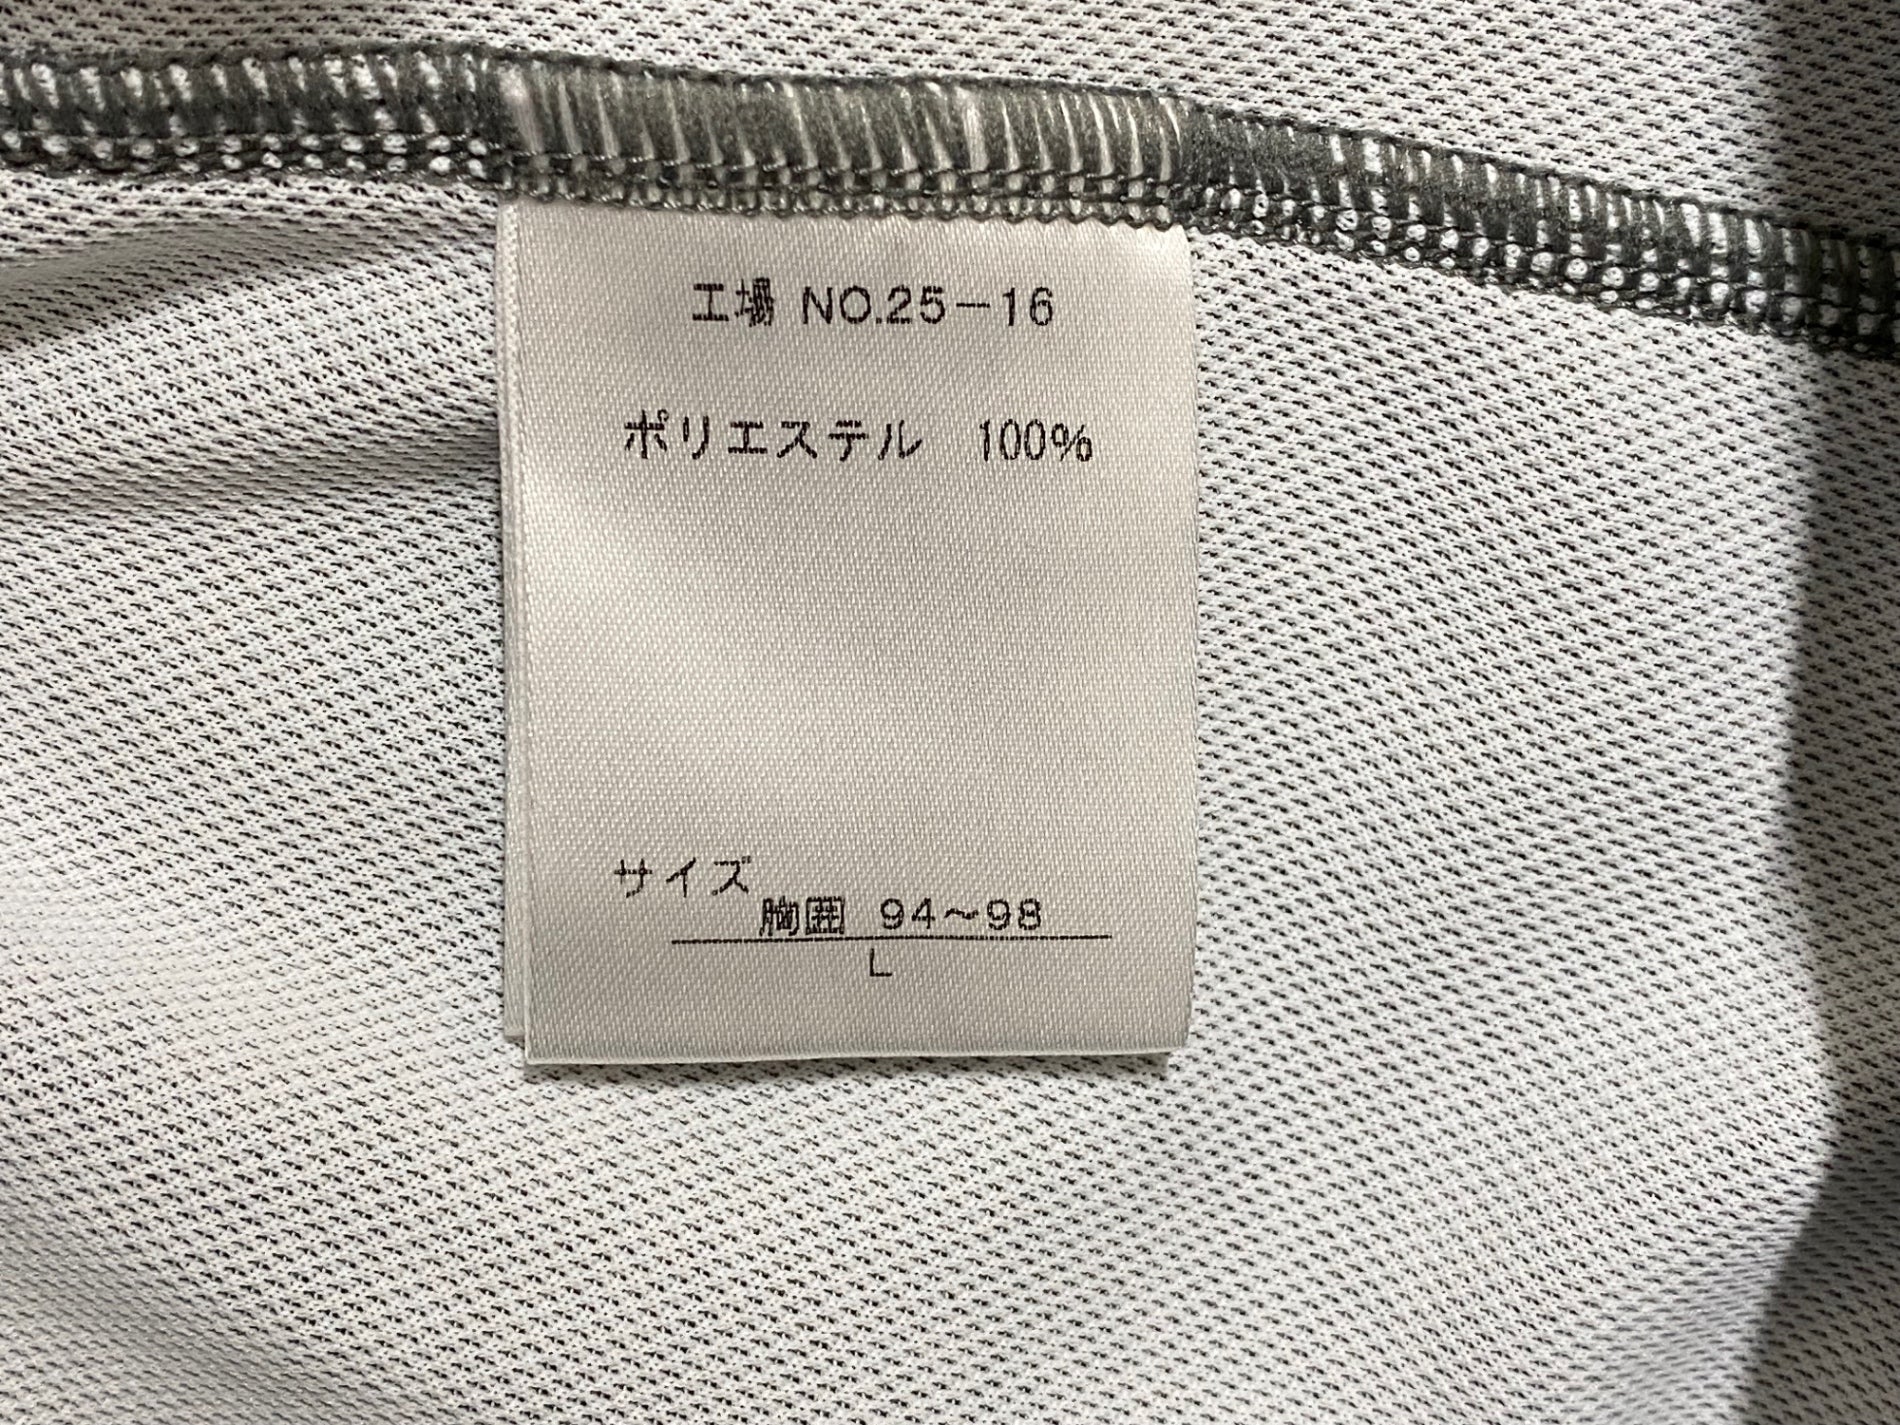 工場 NO.25－16
ポリエステル　100%
サイズ
胸囲 94～98
L